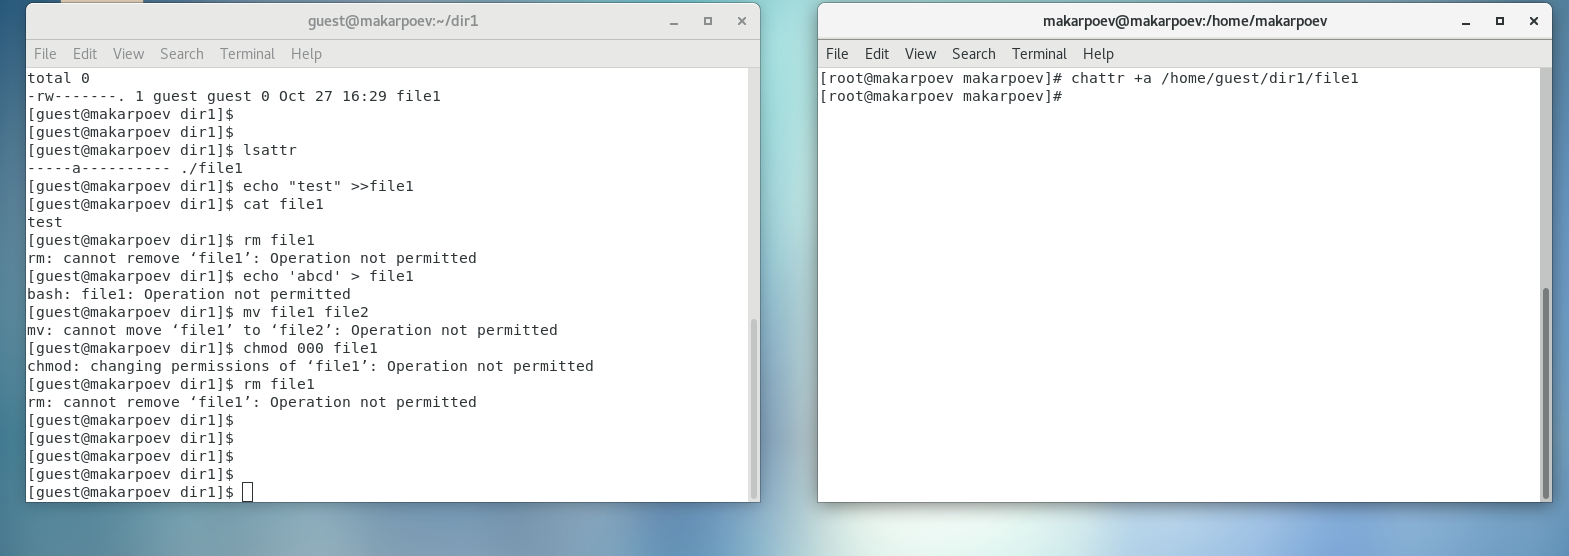 guest@makarpoev:~/dir1
File Edit View Search Terminal Help
total 0
-rw-------. 1 guest guest 0 Oct 27 16:29 file1
[guest@makarpoev dir1]$
[guest@makarpoev dir1]$
[guest@makarpoev dir1]$ lsattr
-----a---------- ./file1
[guest@makarpoev dir1]$ echo "test" >>file1
[guest@makarpoev dir1]$ cat file1
test
[guest@makarpoev dir1]$ rm file1
rm: cannot remove ‘file1’: Operation not permitted
[guest@makarpoev dir1]$ echo 'abcd' > file1
bash: file1: Operation not permitted
[guest@makarpoev dir1]$ mv file1 file2
mv: cannot move ‘file1’ to ‘file2’: Operation not permitted
[guest@makarpoev dir1]$ chmod 000 file1
chmod: changing permissions of ‘file1’: Operation not permitted
[guest@makarpoev dir1]$ rm file1
rm: cannot remove ‘file1’: Operation not permitted
[guest@makarpoev dir1]$
[guest@makarpoev dir1]$
[guest@makarpoev dir1]$
[guest@makarpoev dir1]$
[guest@makarpoev dir1]$
makarpoev@makarpoev:/home/makarpoev
File Edit View Search Terminal Help
[root@makarpoev makarpoev]# chattr +a /home/guest/dir1/file1
[root@makarpoev makarpoev]#